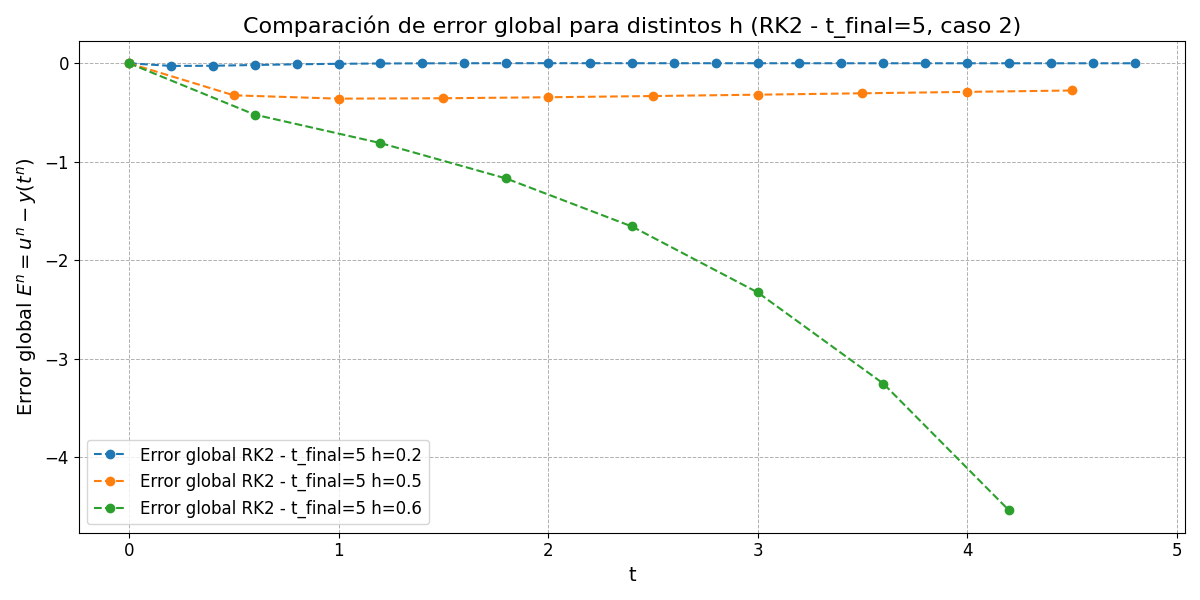 Comparación de error global para distintos h (RK2 - t_final=5, caso 2)
Error global $E^n = u^n - y(t^n)$
0
−1
−2
−3
−4
Error global RK2 - t_final=5 h=0.2
Error global RK2 - t_final=5 h=0.5
Error global RK2 - t_final=5 h=0.6
0 1 2 3 4 5
t